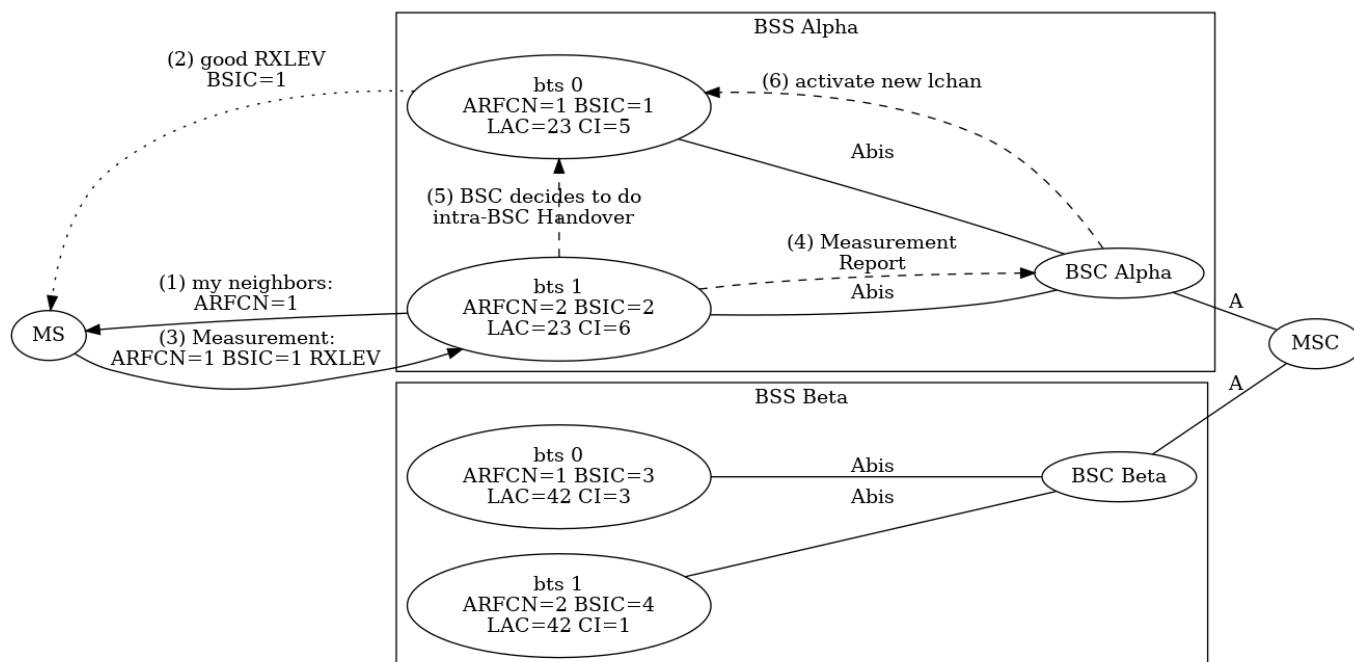 BSS Alpha
(2) good RXLEV
BSIC=1
bts 0
ARFCN=1 BSIC=1
LAC=23 CI=5
(6) activate new lchan
Abis
(5) BSC decides to do
intra-BSC Handover
(4) Measurement
Report
BSC Alpha
(1) my neighbors:
ARFCN=1
bts 1
ARFCN=2 BSIC=2
LAC=23 CI=6
Abis
A
MS
(3) Measurement:
ARFCN=1 BSIC=1 RXLEV
MSC
A
BSS Beta
bts 0
ARFCN=1 BSIC=3
LAC=42 CI=3
Abis
BSC Beta
Abis
bts 1
ARFCN=2 BSIC=4
LAC=42 CI=1